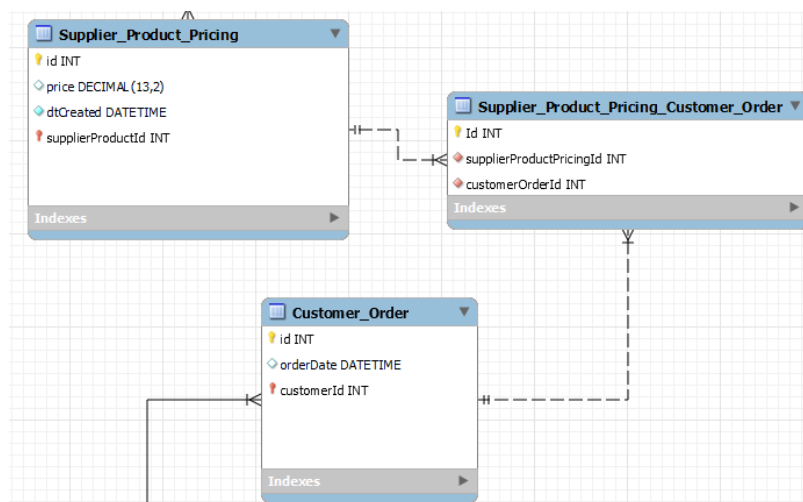 Supplier_Product_Pricing
id INT
price DECIMAL(13,2)
dtCreated DATETIME
supplierProductId INT
Indexes
Supplier_Product_Pricing_Customer_Order
Id INT
supplierProductPricingId INT
customerOrderId INT
Indexes
Customer_Order
id INT
orderDate DATETIME
customerId INT
Indexes